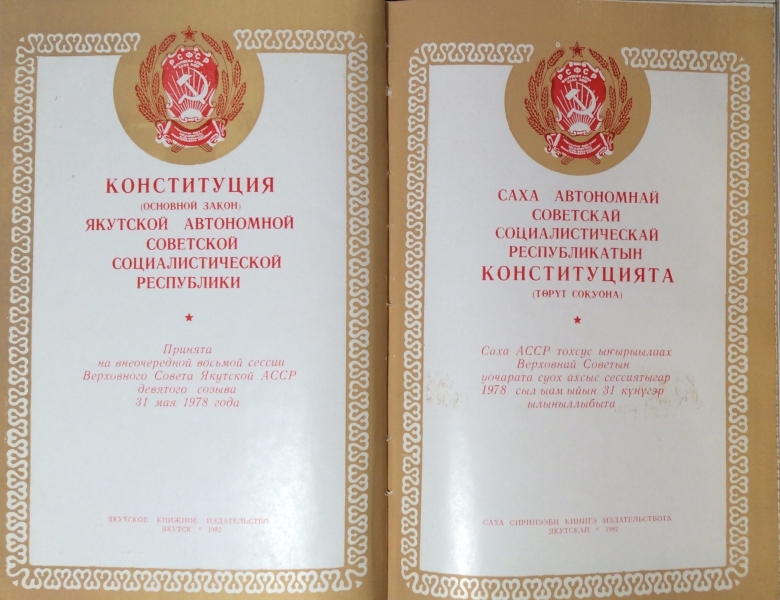 РСФСР
КОНСТИТУЦИЯ
(ОСНОВНОЙ ЗАКОН)
ЯКУТСКОЙ АВТОНОМНОЙ
СОВЕТСКОЙ
СОЦИАЛИСТИЧЕСКОЙ
РЕСПУБЛИКИ
Принята
на внеочередной восьмой сессии
Верховного Совета Якутской АССР
девятого созыва
31 мая 1978 года
ЯКУТСКОЕ КНИЖНОЕ ИЗДАТЕЛЬСТВО
ЯКУТСК * 1982
РСФСР
САХА АВТОНОМНАЙ
СОВЕТСКАЙ
СОЦИАЛИСТИЧЕСКАЙ
РЕСПУБЛИКАТЫН
КОНСТИТУЦИЯТА
(ТӨРҮТ СОКУОНА)
Саха АССР тохсус ыҥырыылаах
Верховнай Советын
уочарата суох ахсыс сессиятыгар
1978 сыл ыам ыйын 31 күнүгэр
ылыныллыбыта
САХА СИРИНЭЭҔИ КИНИГЭ ИЗДАТЕЛЬСТВОТА
ЯКУТСКАЙ * 1982